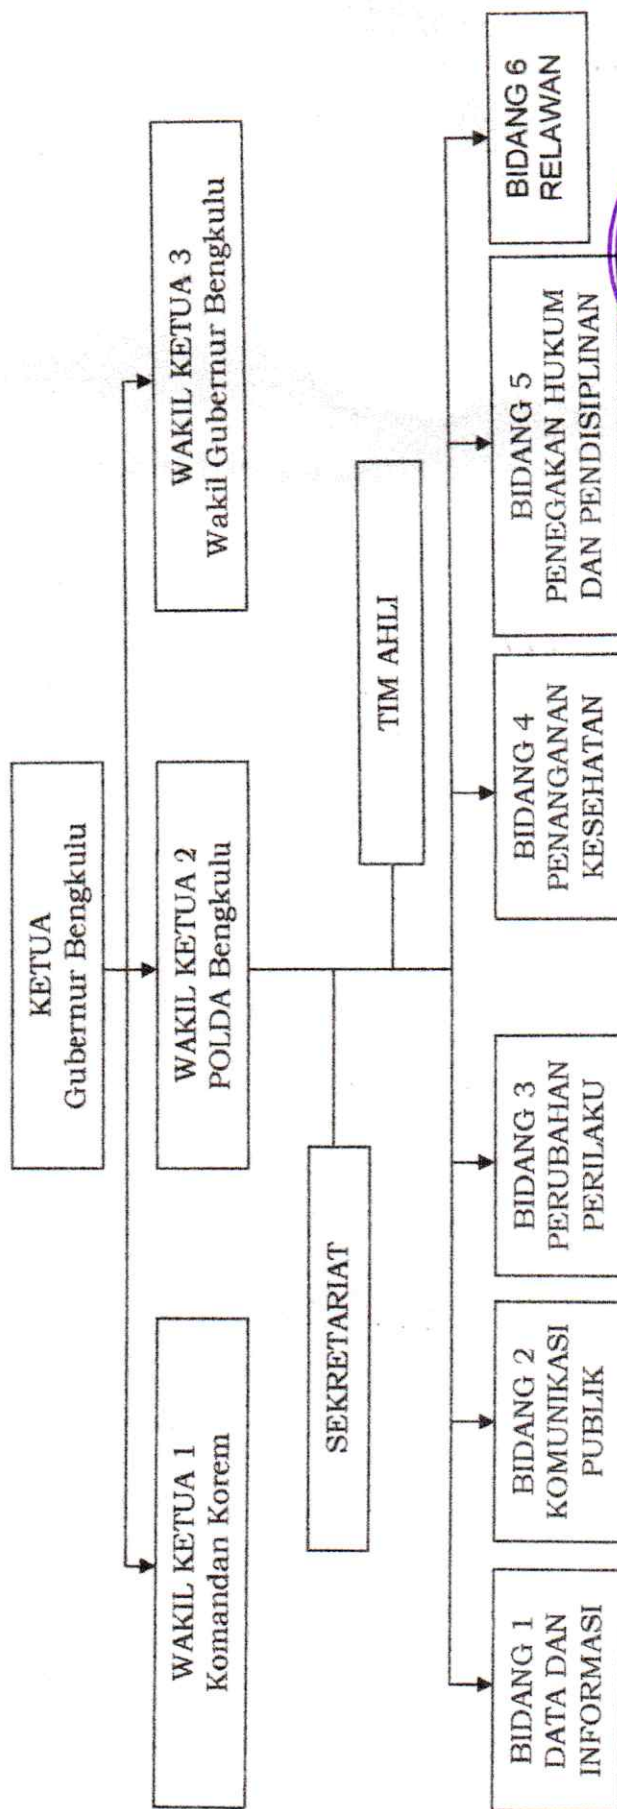 KETUA
Gubernur Bengkulu
WAKIL KETUA 1
Komandan Korem
WAKIL KETUA 2
POLDA Bengkulu
WAKIL KETUA 3
Wakil Gubernur Bengkulu
SEKRETARIAT
TIM AHLI
BIDANG 1
DATA DAN
INFORMASI
BIDANG 2
KOMUNIKASI
PUBLIK
BIDANG 3
PERUBAHAN
PERILAKU
BIDANG 4
PENANGANAN
KESEHATAN
BIDANG 5
PENEGAKAN HUKUM
DAN PENDISIPLINAN
BIDANG 6
RELAWAN